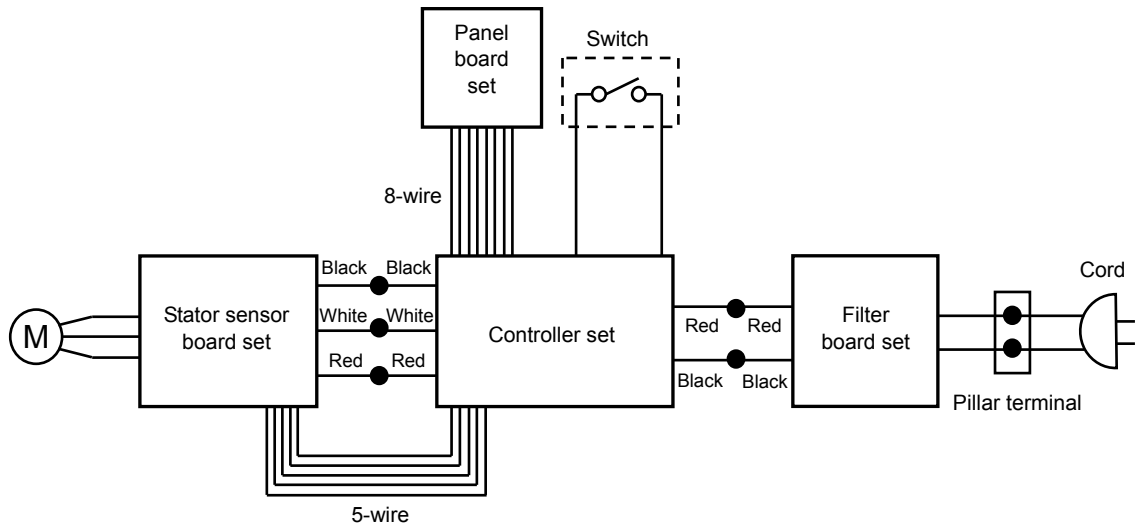 Panel
board
set
Switch
8-wire
Black Black
White White
Red Red
Stator sensor
board set
M
Controller set
Red Red
Black Black
Filter
board set
Cord
Pillar terminal
5-wire